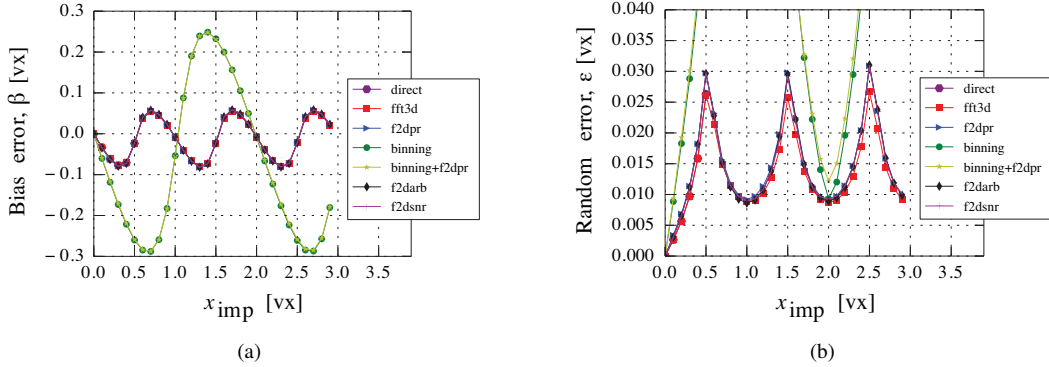 Bias error, β [vx]
0.3
0.2
0.1
0.0
−0.1
−0.2
−0.3
0.0 0.5 1.0 1.5 2.0 2.5 3.0 3.5
x_imp [vx]
direct
fft3d
f2dpr
binning
binning+f2dpr
f2darb
f2dsnr
(a)
Random error, ε [vx]
0.040
0.035
0.030
0.025
0.020
0.015
0.010
0.005
0.000
0.0 0.5 1.0 1.5 2.0 2.5 3.0 3.5
x_imp [vx]
direct
fft3d
f2dpr
binning
binning+f2dpr
f2darb
f2dsnr
(b)